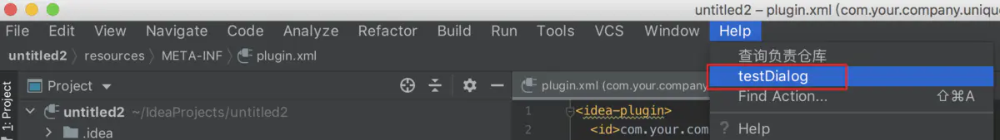 untitled2 – plugin.xml (com.your.company.uniqu
File Edit View Navigate Code Analyze Refactor Build Run Tools VCS Window Help
untitled2 resources META-INF plugin.xml
查询负责仓库
testDialog
Find Action... ⇧⌘A
? Help
1: Project
Project
plugin.xml (com.your.company
untitled2 ~/IdeaProjects/untitled2
.idea
1 <idea-plugin>
2 <id>com.your.com